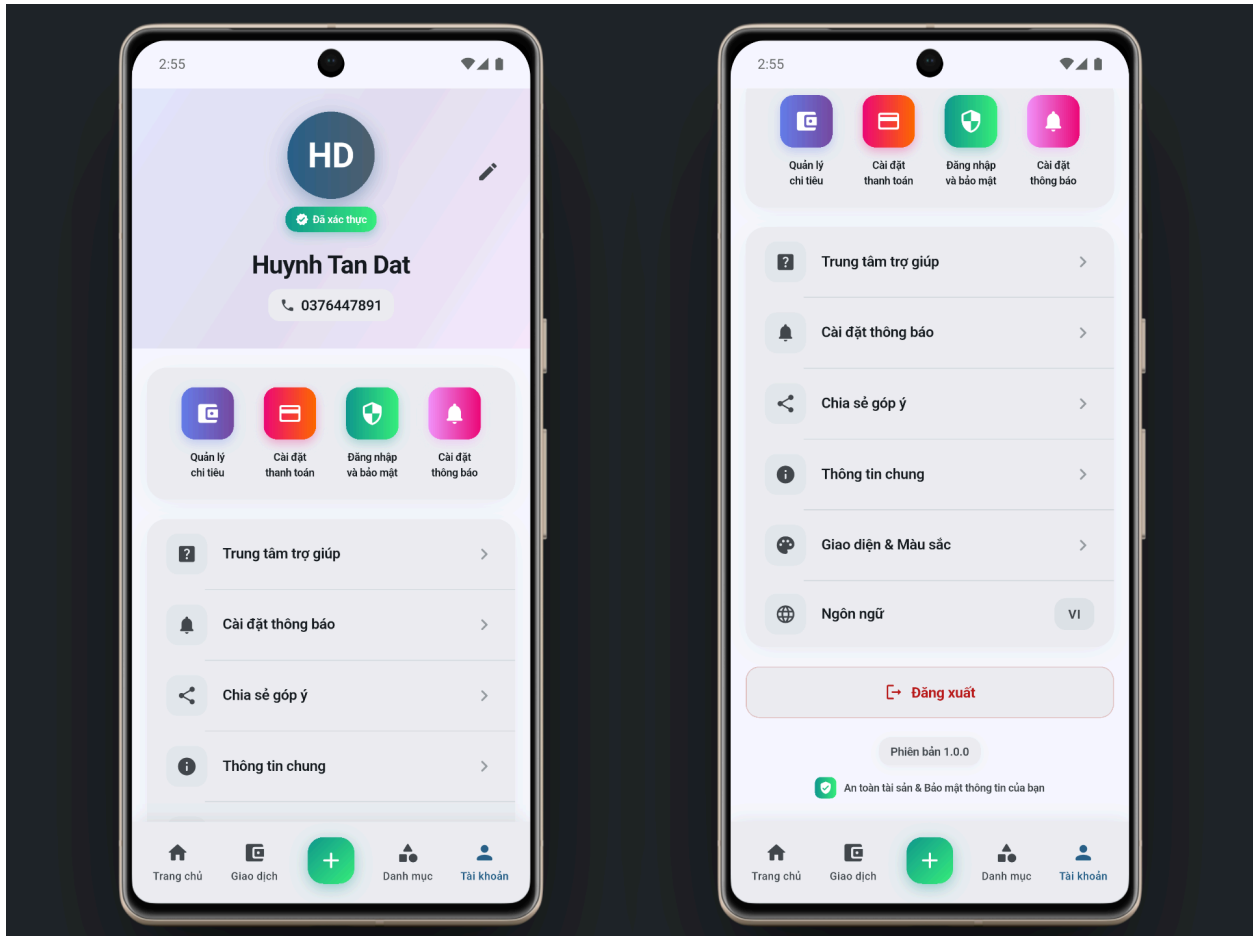 2:55
HD
Đã xác thực
Huynh Tan Dat
0376447891
Quản lý
chi tiêu
Cài đặt
thanh toán
Đăng nhập
và bảo mật
Cài đặt
thông báo
Trung tâm trợ giúp
Cài đặt thông báo
Chia sẻ góp ý
Thông tin chung
Trang chủ
Giao dịch
Danh mục
Tài khoản
2:55
Quản lý
chi tiêu
Cài đặt
thanh toán
Đăng nhập
và bảo mật
Cài đặt
thông báo
Trung tâm trợ giúp
Cài đặt thông báo
Chia sẻ góp ý
Thông tin chung
Giao diện & Màu sắc
Ngôn ngữ
VI
Đăng xuất
Phiên bản 1.0.0
An toàn tài sản & Bảo mật thông tin của bạn
Trang chủ
Giao dịch
Danh mục
Tài khoản